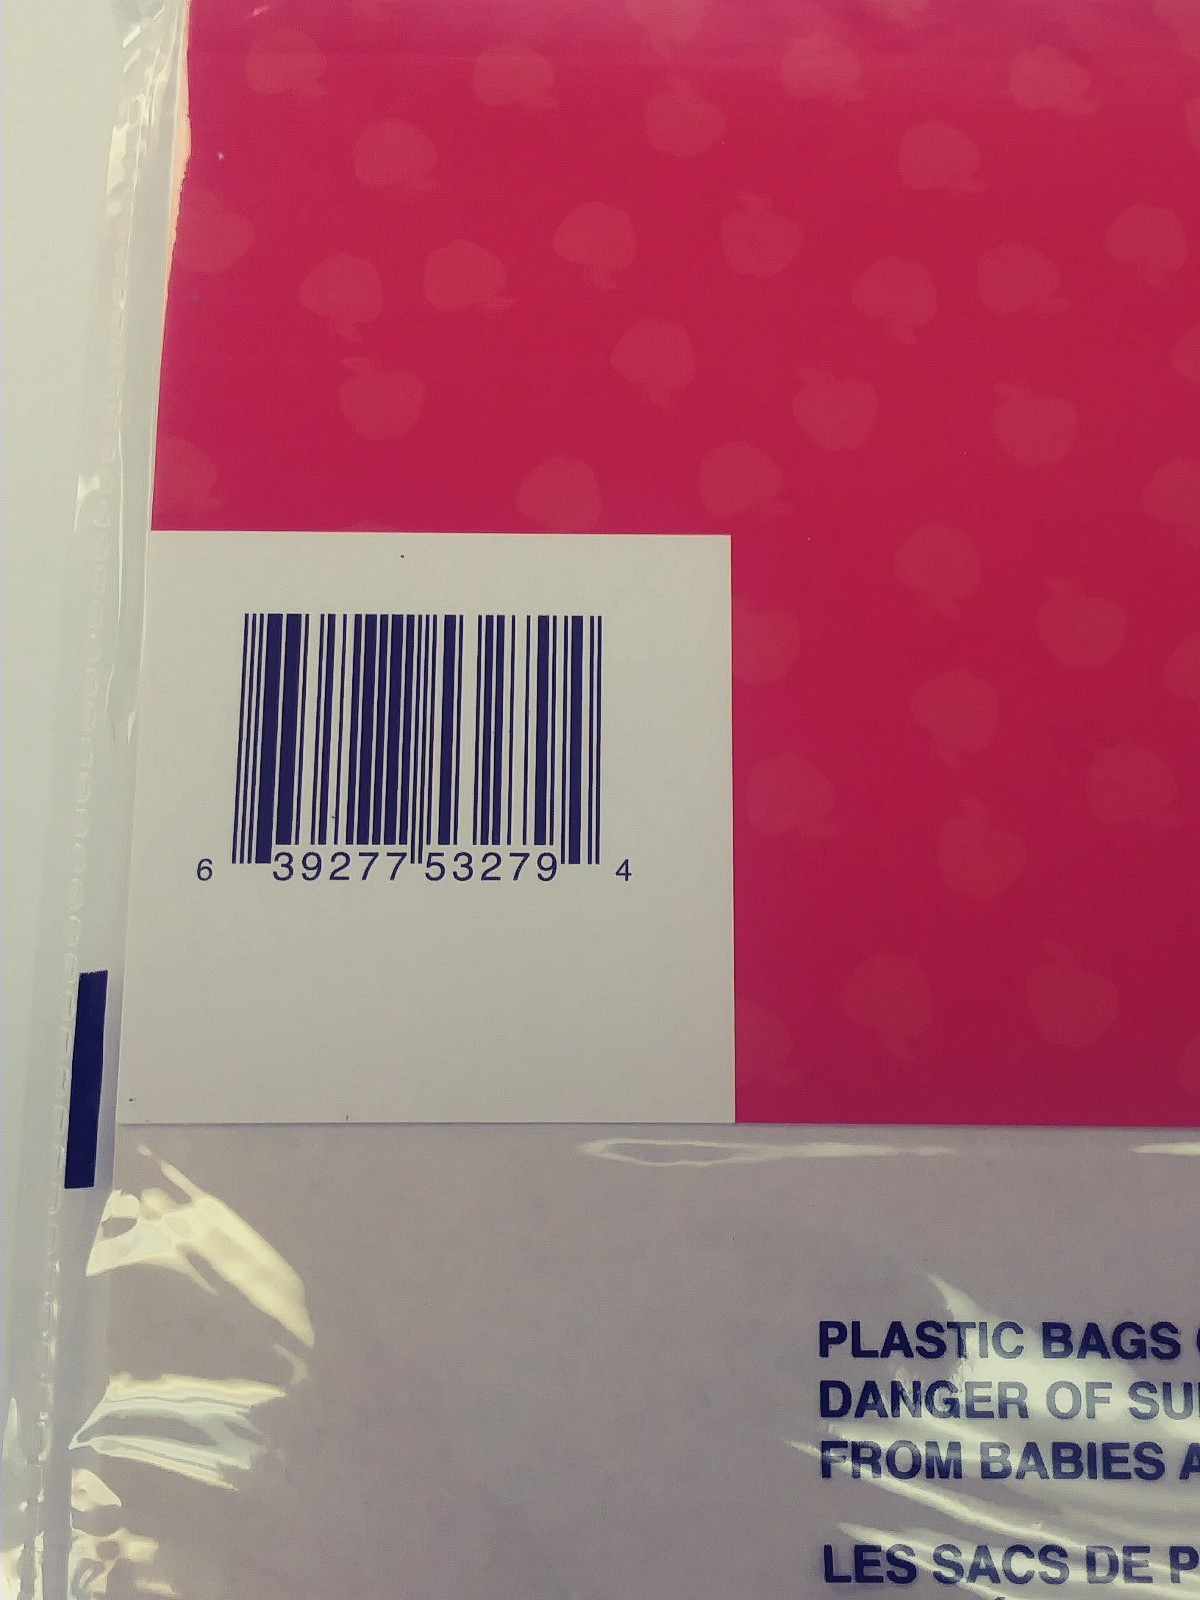 6 39277 53279 4
PLASTIC BAGS
DANGER OF
FROM BABIES
LES SACS DE